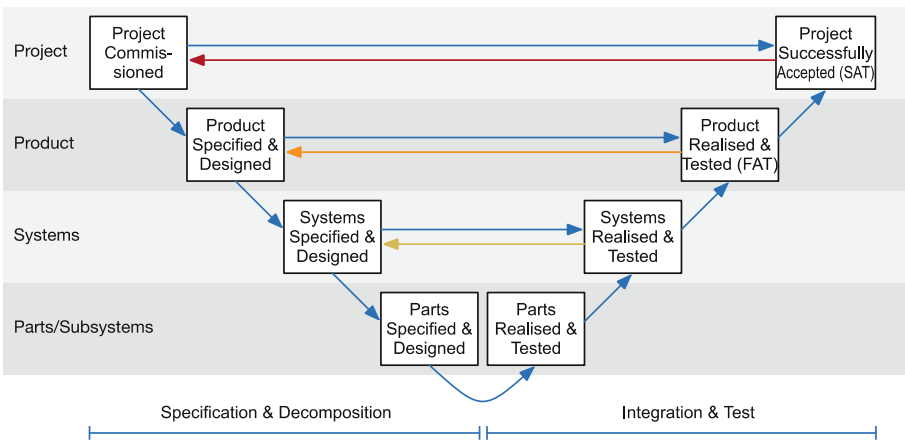 Project
Project
Commis-
sioned
Project
Successfully
Accepted (SAT)
Product
Product
Specified &
Designed
Product
Realised &
Tested (FAT)
Systems
Systems
Specified &
Designed
Systems
Realised &
Tested
Parts/Subsystems
Parts
Specified &
Designed
Parts
Realised &
Tested
Specification & Decomposition
Integration & Test